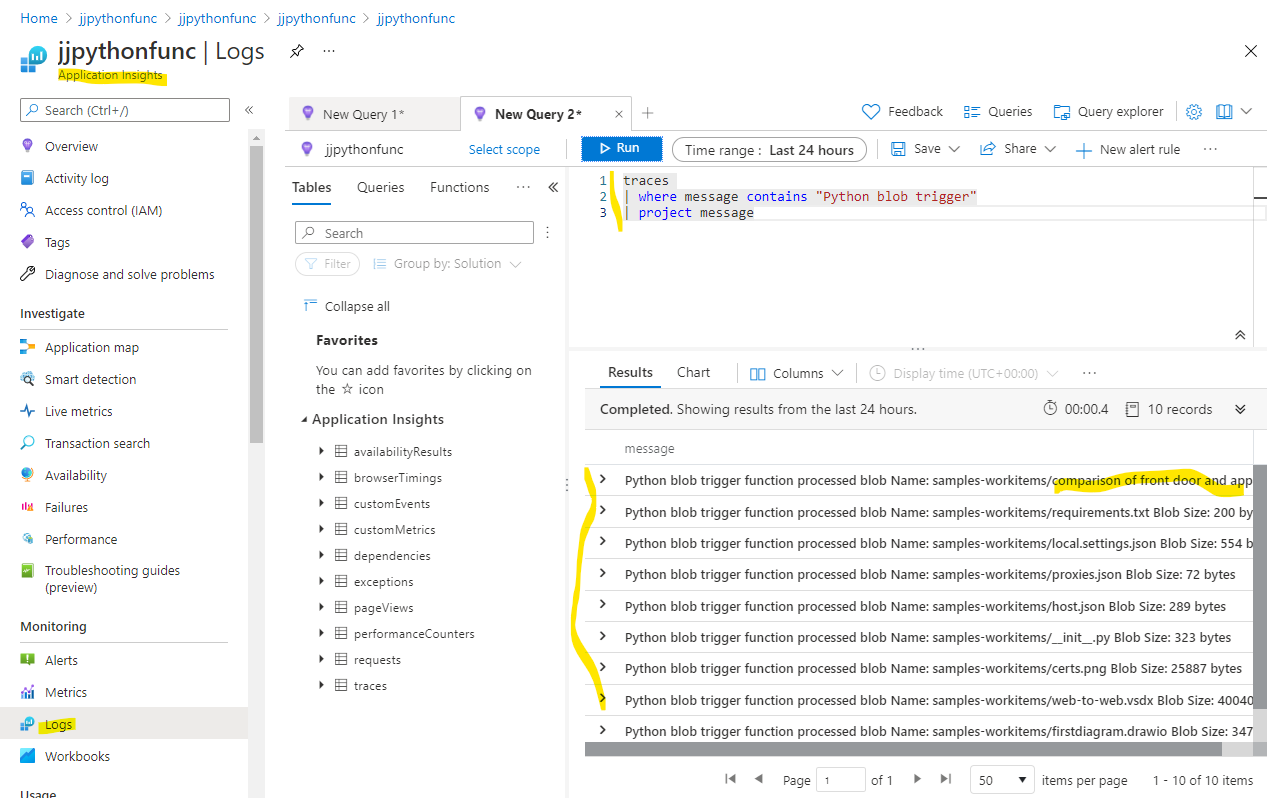 Home > jjpythonfunc > jjpythonfunc > jjpythonfunc > jjpythonfunc
jjpythonfunc | Logs
Application Insights
Search (Ctrl+/)
Overview
Activity log
Access control (IAM)
Tags
Diagnose and solve problems
Investigate
Application map
Smart detection
Live metrics
Transaction search
Availability
Failures
Performance
Troubleshooting guides
(preview)
Monitoring
Alerts
Metrics
Logs
Workbooks
Usage
New Query 1*
New Query 2*
Feedback
Queries
Query explorer
jjpythonfunc
Select scope
Run
Time range : Last 24 hours
Save
Share
New alert rule
Tables
Queries
Functions
Search
Filter
Group by: Solution
Collapse all
Favorites
You can add favorites by clicking on
the ☆ icon
Application Insights
availabilityResults
browserTimings
customEvents
customMetrics
dependencies
exceptions
pageViews
performanceCounters
requests
traces
1 traces
2 | where message contains "Python blob trigger"
3 | project message
Results
Chart
Columns
Display time (UTC+00:00)
Completed. Showing results from the last 24 hours.
00:00.4
10 records
message
Python blob trigger function processed blob Name: samples-workitems/comparison of front door and app
Python blob trigger function processed blob Name: samples-workitems/requirements.txt Blob Size: 200 by
Python blob trigger function processed blob Name: samples-workitems/local.settings.json Blob Size: 554 b
Python blob trigger function processed blob Name: samples-workitems/proxies.json Blob Size: 72 bytes
Python blob trigger function processed blob Name: samples-workitems/host.json Blob Size: 289 bytes
Python blob trigger function processed blob Name: samples-workitems/__init__.py Blob Size: 323 bytes
Python blob trigger function processed blob Name: samples-workitems/certs.png Blob Size: 25887 bytes
Python blob trigger function processed blob Name: samples-workitems/web-to-web.vsdx Blob Size: 40040
Python blob trigger function processed blob Name: samples-workitems/firstdiagram.drawio Blob Size: 347
Page 1 of 1
50
items per page
1 - 10 of 10 items